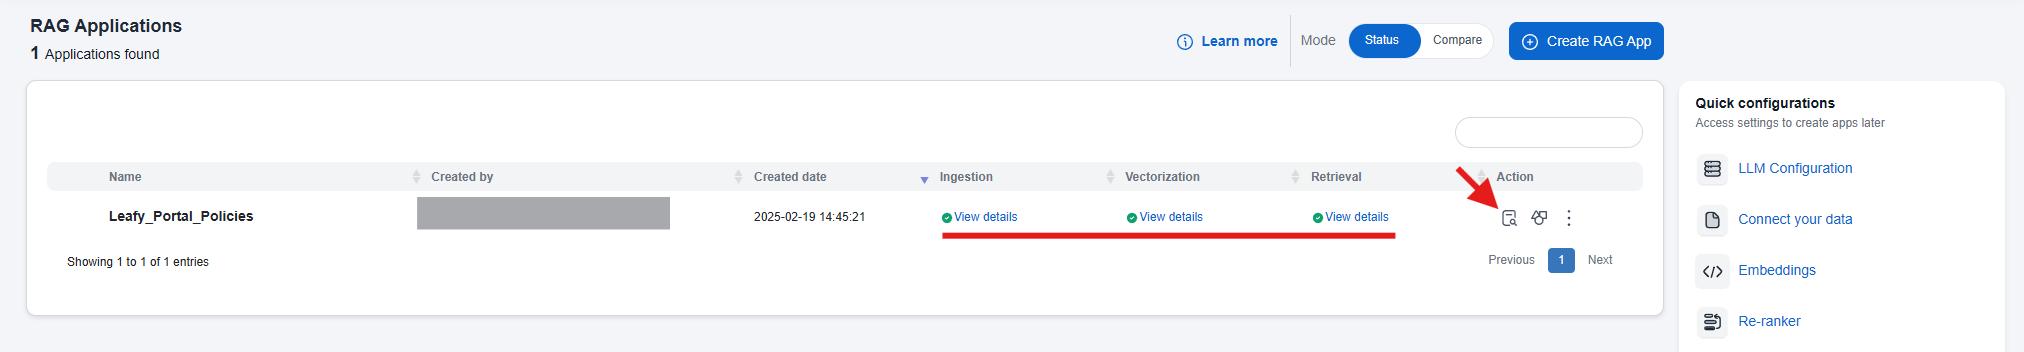 RAG Applications
1 Applications found
Learn more
Mode
Status
Compare
Create RAG App
Name
Created by
Created date
Ingestion
Vectorization
Retrieval
Action
Leafy_Portal_Policies
2025-02-19 14:45:21
View details
View details
View details
Showing 1 to 1 of 1 entries
Previous
1
Next
Quick configurations
Access settings to create apps later
LLM Configuration
Connect your data
Embeddings
Re-ranker